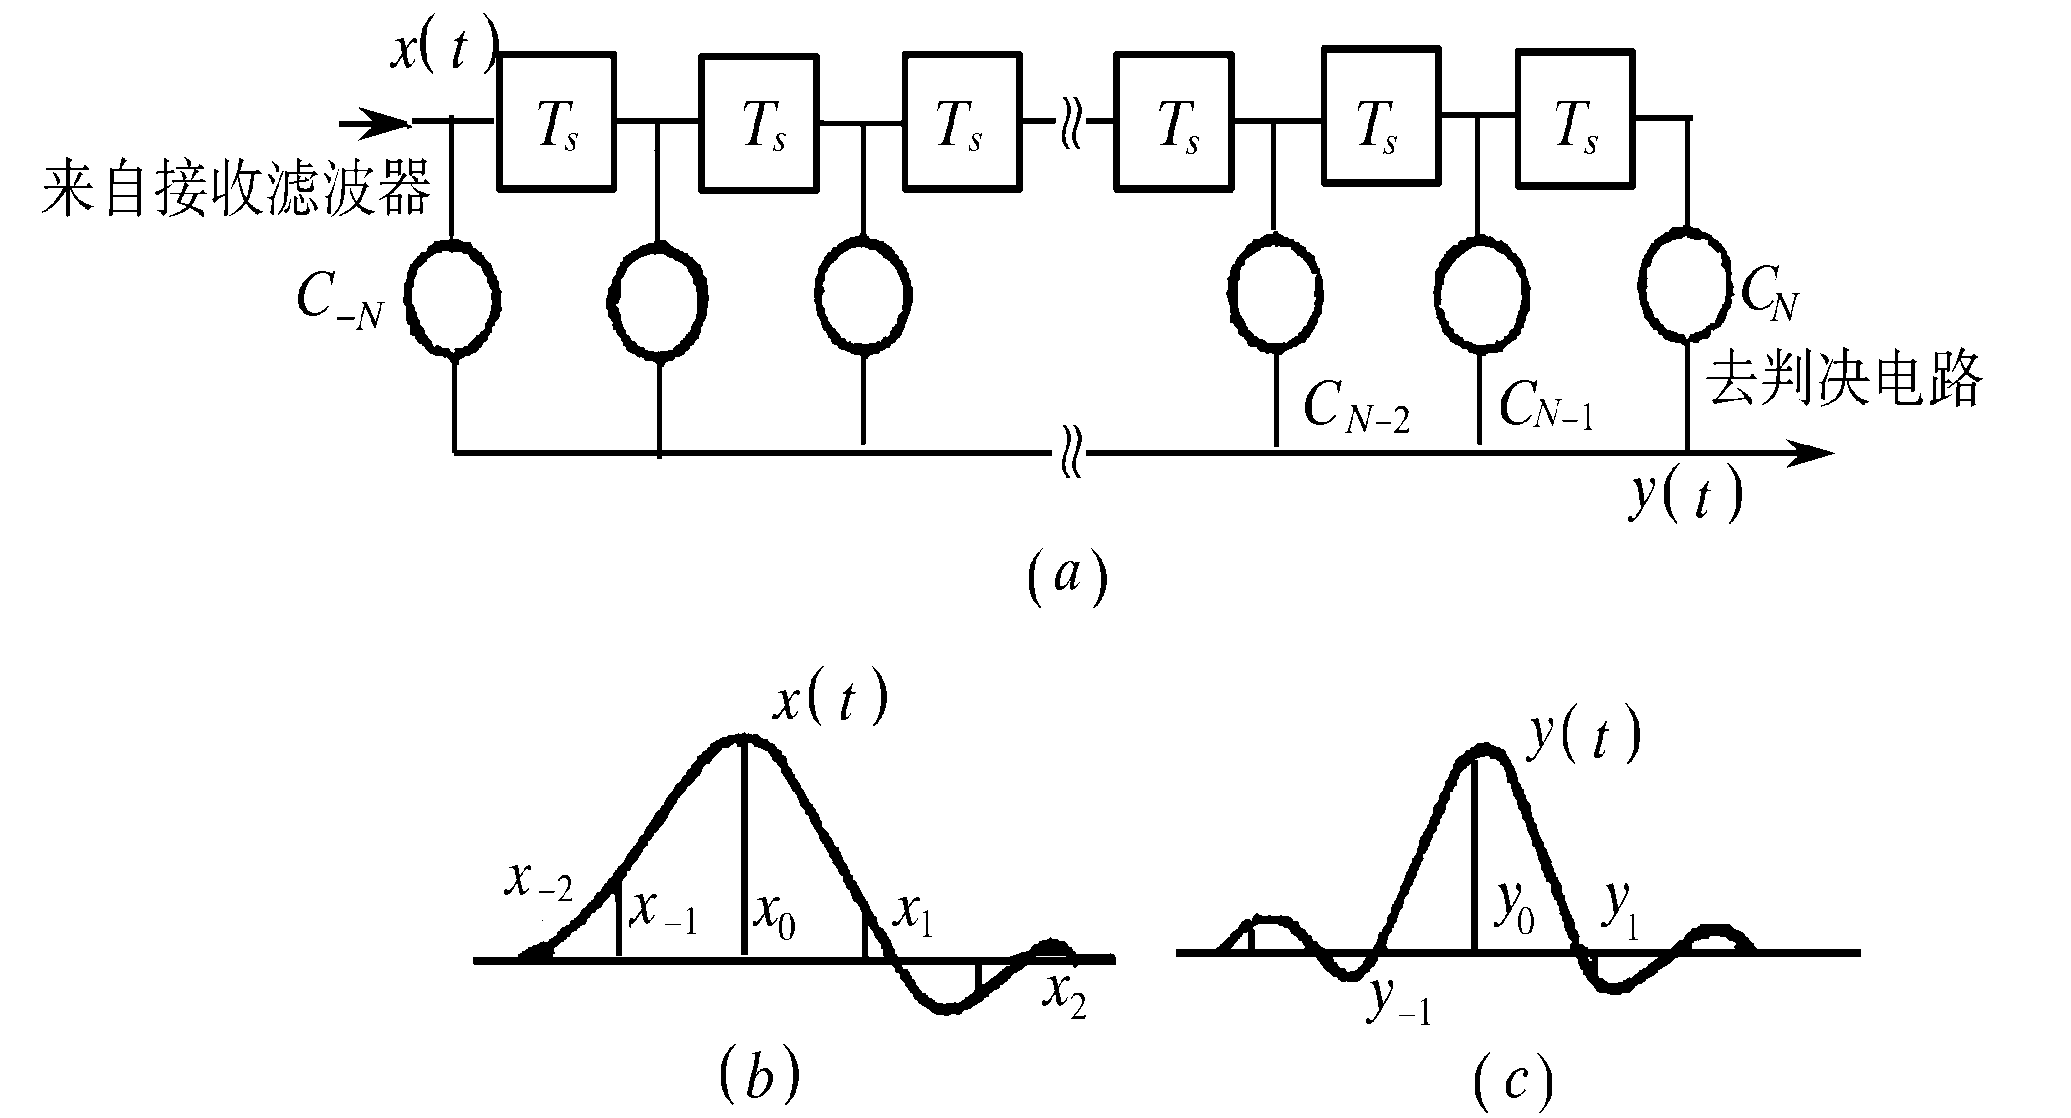 x(t)
T_s T_s T_s T_s T_s T_s
来自接收滤波器
C_{-N} C_N
去判决电路
C_{N-2} C_{N-1}
y(t)
(a)
x(t) y(t)
x_{-2} x_{-1} x_0 x_1 x_2
y_{-1} y_0 y_1
(b) (c)